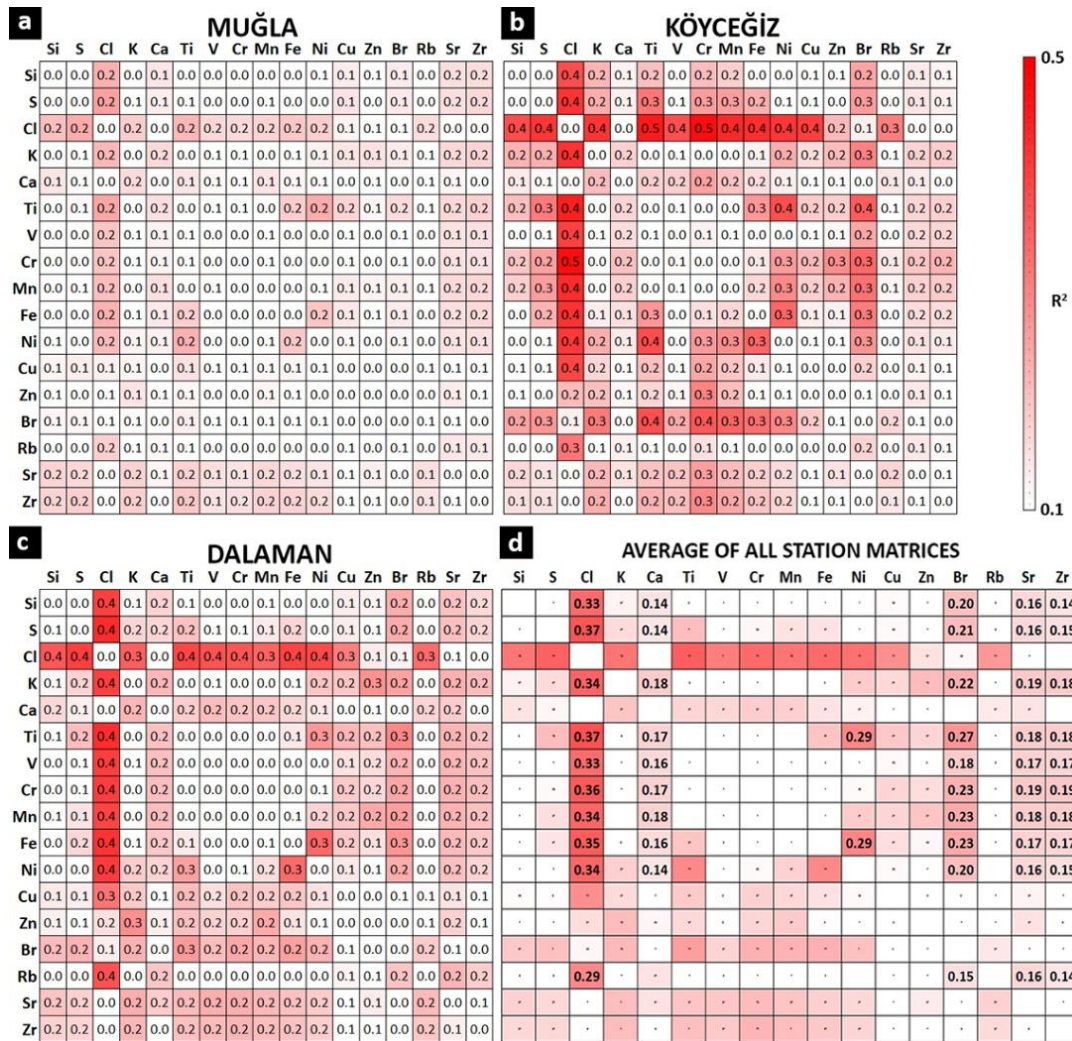 a MUĞLA
Si S Cl K Ca Ti V Cr Mn Fe Ni Cu Zn Br Rb Sr Zr
Si 0.0 0.0 0.2 0.0 0.1 0.0 0.0 0.0 0.0 0.0 0.1 0.1 0.1 0.1 0.0 0.2 0.2
S 0.0 0.0 0.2 0.1 0.1 0.1 0.0 0.0 0.0 0.0 0.0 0.1 0.0 0.1 0.0 0.2 0.2
Cl 0.2 0.2 0.0 0.2 0.0 0.2 0.2 0.2 0.2 0.2 0.2 0.1 0.1 0.1 0.2 0.0 0.0
K 0.0 0.1 0.2 0.0 0.2 0.0 0.1 0.1 0.0 0.1 0.1 0.1 0.1 0.1 0.0 0.2 0.2
Ca 0.1 0.1 0.0 0.2 0.0 0.1 0.1 0.1 0.1 0.1 0.1 0.1 0.0 0.0 0.1 0.1 0.0
Ti 0.0 0.1 0.2 0.0 0.2 0.0 0.1 0.1 0.0 0.2 0.2 0.2 0.1 0.2 0.1 0.2 0.2
V 0.0 0.0 0.2 0.0 0.1 0.0 0.0 0.0 0.0 0.0 0.0 0.1 0.0 0.1 0.0 0.1 0.1
Cr 0.0 0.0 0.2 0.0 0.1 0.0 0.0 0.0 0.0 0.0 0.1 0.1 0.0 0.1 0.0 0.2 0.1
Mn 0.0 0.0 0.2 0.0 0.2 0.0 0.0 0.0 0.0 0.0 0.1 0.1 0.1 0.1 0.1 0.2 0.2
Fe 0.0 0.0 0.2 0.1 0.1 0.2 0.0 0.0 0.1 0.0 0.2 0.1 0.1 0.1 0.0 0.2 0.2
Ni 0.1 0.0 0.2 0.1 0.1 0.2 0.0 0.0 0.1 0.2 0.0 0.0 0.0 0.1 0.0 0.2 0.1
Cu 0.1 0.1 0.1 0.1 0.1 0.1 0.1 0.1 0.1 0.1 0.0 0.0 0.0 0.0 0.0 0.1 0.1
Zn 0.1 0.0 0.1 0.1 0.1 0.1 0.0 0.0 0.1 0.0 0.0 0.0 0.0 0.0 0.0 0.1 0.0
Br 0.1 0.1 0.1 0.1 0.0 0.1 0.1 0.1 0.1 0.1 0.1 0.0 0.0 0.0 0.1 0.1 0.0
Rb 0.0 0.0 0.2 0.0 0.1 0.1 0.0 0.0 0.1 0.0 0.0 0.0 0.0 0.1 0.0 0.1 0.1
Sr 0.2 0.2 0.0 0.2 0.1 0.2 0.1 0.2 0.2 0.2 0.1 0.1 0.1 0.1 0.1 0.0 0.0
Zr 0.2 0.2 0.0 0.2 0.0 0.2 0.1 0.2 0.2 0.2 0.2 0.1 0.0 0.0 0.1 0.1 0.0
b KÖYCEĞİZ
Si S Cl K Ca Ti V Cr Mn Fe Ni Cu Zn Br Rb Sr Zr
0.0 0.0 0.4 0.2 0.1 0.2 0.0 0.2 0.2 0.1 0.0 0.0 0.1 0.2 0.0 0.1 0.1
0.0 0.0 0.4 0.2 0.1 0.3 0.1 0.3 0.3 0.2 0.1 0.1 0.0 0.3 0.0 0.1 0.1
0.4 0.4 0.0 0.4 0.0 0.5 0.4 0.5 0.4 0.4 0.4 0.4 0.2 0.1 0.3 0.0 0.0
0.2 0.2 0.4 0.0 0.2 0.0 0.1 0.0 0.0 0.1 0.2 0.2 0.2 0.3 0.1 0.2 0.2
0.1 0.1 0.0 0.2 0.0 0.2 0.2 0.2 0.2 0.1 0.1 0.0 0.1 0.0 0.1 0.1 0.0
0.2 0.3 0.4 0.0 0.2 0.0 0.1 0.0 0.0 0.3 0.4 0.2 0.2 0.4 0.1 0.2 0.2
0.0 0.1 0.4 0.1 0.2 0.1 0.0 0.1 0.1 0.0 0.0 0.1 0.1 0.2 0.0 0.2 0.2
0.2 0.2 0.5 0.0 0.2 0.0 0.1 0.0 0.0 0.1 0.3 0.2 0.3 0.3 0.1 0.2 0.2
0.2 0.3 0.4 0.0 0.2 0.0 0.1 0.0 0.0 0.1 0.3 0.2 0.2 0.3 0.1 0.2 0.2
0.0 0.2 0.4 0.1 0.1 0.3 0.0 0.1 0.2 0.0 0.3 0.1 0.1 0.3 0.0 0.2 0.2
0.0 0.1 0.4 0.2 0.1 0.4 0.0 0.3 0.3 0.3 0.0 0.1 0.1 0.3 0.0 0.1 0.1
0.1 0.1 0.4 0.2 0.1 0.2 0.1 0.2 0.2 0.1 0.1 0.0 0.0 0.2 0.0 0.1 0.0
0.1 0.0 0.2 0.2 0.1 0.2 0.1 0.3 0.2 0.1 0.1 0.0 0.0 0.1 0.0 0.1 0.0
0.2 0.3 0.1 0.3 0.0 0.4 0.2 0.4 0.3 0.3 0.3 0.2 0.1 0.0 0.2 0.1 0.0
0.0 0.0 0.3 0.1 0.1 0.1 0.0 0.1 0.1 0.0 0.0 0.0 0.0 0.2 0.0 0.1 0.1
0.2 0.1 0.0 0.2 0.1 0.2 0.2 0.3 0.2 0.2 0.2 0.1 0.1 0.0 0.1 0.0 0.1
0.1 0.1 0.0 0.2 0.0 0.2 0.2 0.3 0.2 0.2 0.2 0.1 0.1 0.0 0.1 0.0 0.0
0.5
R²
0.1
c DALAMAN
Si S Cl K Ca Ti V Cr Mn Fe Ni Cu Zn Br Rb Sr Zr
Si 0.0 0.0 0.4 0.1 0.2 0.1 0.0 0.0 0.0 0.0 0.0 0.1 0.1 0.2 0.0 0.2 0.2
S 0.1 0.0 0.4 0.2 0.2 0.2 0.1 0.1 0.1 0.2 0.0 0.1 0.1 0.2 0.0 0.2 0.2
Cl 0.4 0.4 0.0 0.3 0.0 0.4 0.4 0.4 0.3 0.4 0.4 0.3 0.1 0.1 0.3 0.1 0.0
K 0.1 0.2 0.4 0.0 0.2 0.0 0.0 0.0 0.0 0.1 0.2 0.2 0.3 0.2 0.0 0.2 0.2
Ca 0.2 0.1 0.0 0.2 0.0 0.2 0.2 0.2 0.2 0.2 0.1 0.1 0.1 0.0 0.2 0.2 0.0
Ti 0.1 0.2 0.4 0.0 0.2 0.0 0.0 0.0 0.0 0.1 0.3 0.2 0.2 0.3 0.0 0.2 0.2
V 0.0 0.1 0.4 0.0 0.2 0.0 0.0 0.0 0.0 0.0 0.0 0.1 0.2 0.2 0.0 0.2 0.2
Cr 0.0 0.1 0.4 0.0 0.2 0.0 0.0 0.0 0.0 0.0 0.1 0.2 0.2 0.2 0.0 0.2 0.2
Mn 0.1 0.1 0.4 0.0 0.2 0.0 0.0 0.0 0.0 0.1 0.2 0.2 0.2 0.2 0.0 0.2 0.2
Fe 0.0 0.2 0.4 0.1 0.2 0.1 0.0 0.0 0.1 0.0 0.3 0.2 0.1 0.3 0.0 0.2 0.2
Ni 0.0 0.0 0.4 0.2 0.2 0.3 0.0 0.1 0.2 0.3 0.0 0.1 0.1 0.2 0.0 0.2 0.2
Cu 0.1 0.1 0.3 0.2 0.1 0.2 0.2 0.2 0.2 0.2 0.1 0.0 0.0 0.1 0.1 0.1 0.1
Zn 0.1 0.1 0.2 0.3 0.1 0.2 0.2 0.2 0.2 0.1 0.1 0.0 0.0 0.0 0.1 0.2 0.1
Br 0.2 0.2 0.1 0.2 0.0 0.3 0.2 0.2 0.2 0.2 0.2 0.1 0.0 0.0 0.2 0.1 0.0
Rb 0.0 0.0 0.4 0.0 0.2 0.0 0.0 0.0 0.0 0.0 0.0 0.1 0.1 0.2 0.0 0.2 0.2
Sr 0.2 0.2 0.0 0.2 0.2 0.2 0.2 0.2 0.2 0.2 0.2 0.1 0.1 0.1 0.2 0.0 0.1
Zr 0.2 0.2 0.0 0.2 0.0 0.2 0.2 0.2 0.2 0.2 0.2 0.1 0.1 0.0 0.2 0.1 0.0
d AVERAGE OF ALL STATION MATRICES
Si S Cl K Ca Ti V Cr Mn Fe Ni Cu Zn Br Rb Sr Zr
0.33 0.14 0.20 0.16 0.14
0.37 0.14 0.21 0.16 0.15
0.34 0.18 0.22 0.19 0.18
0.37 0.17 0.29 0.27 0.18 0.18
0.33 0.16 0.18 0.17 0.17
0.36 0.17 0.23 0.19 0.19
0.34 0.18 0.23 0.18 0.18
0.35 0.16 0.29 0.23 0.17 0.17
0.34 0.14 0.20 0.16 0.15
0.29 0.15 0.16 0.14